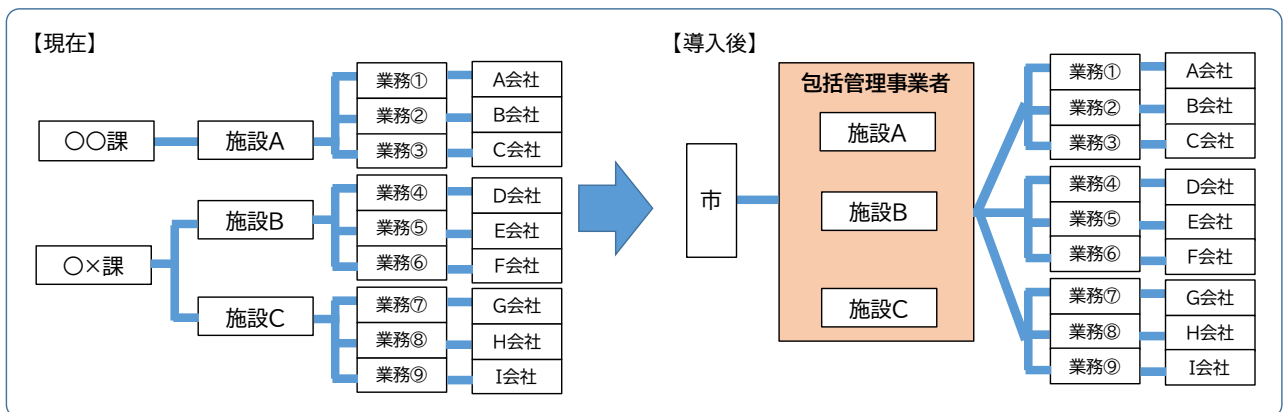 【現在】
〇〇課
施設A
業務①
A会社
業務②
B会社
業務③
C会社
〇×課
施設B
業務④
D会社
業務⑤
E会社
業務⑥
F会社
施設C
業務⑦
G会社
業務⑧
H会社
業務⑨
I会社
【導入後】
市
包括管理事業者
施設A
施設B
施設C
業務①
A会社
業務②
B会社
業務③
C会社
業務④
D会社
業務⑤
E会社
業務⑥
F会社
業務⑦
G会社
業務⑧
H会社
業務⑨
I会社